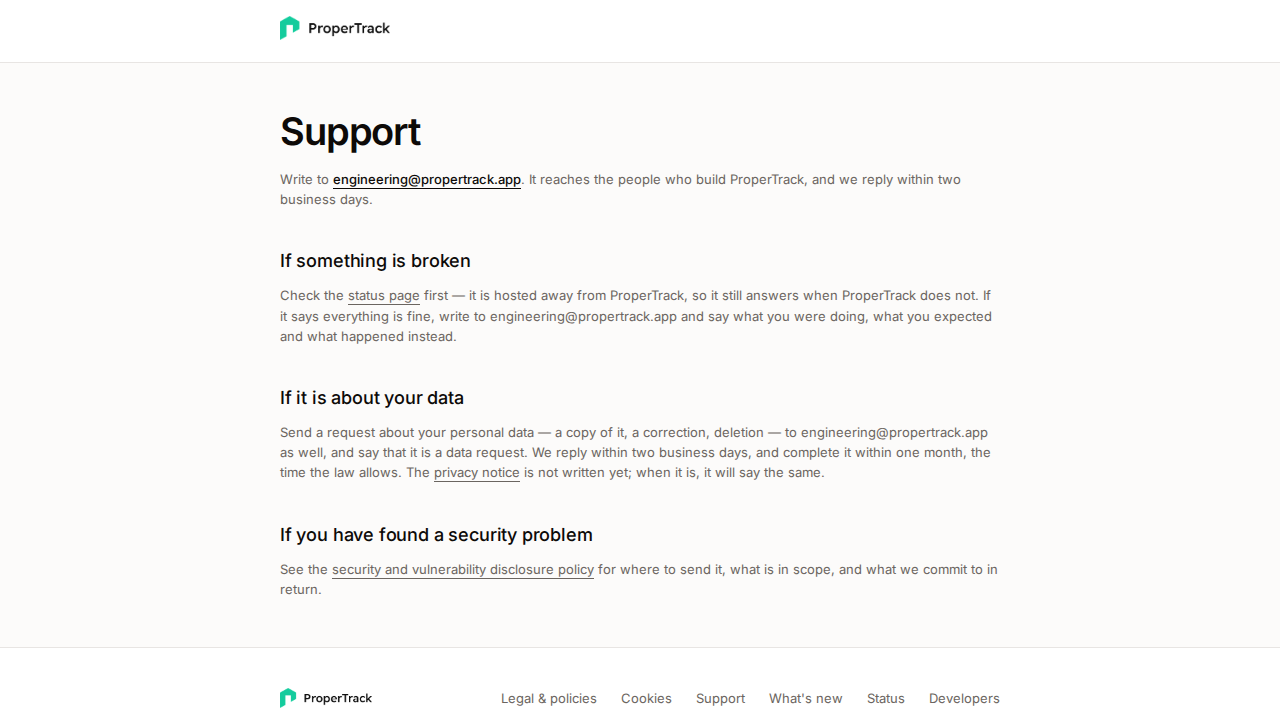 ProperTrack
Support
Write to engineering@propertrack.app. It reaches the people who build ProperTrack, and we reply within two
business days.
If something is broken
Check the status page first — it is hosted away from ProperTrack, so it still answers when ProperTrack does not. If
it says everything is fine, write to engineering@propertrack.app and say what you were doing, what you expected
and what happened instead.
If it is about your data
Send a request about your personal data — a copy of it, a correction, deletion — to engineering@propertrack.app
as well, and say that it is a data request. We reply within two business days, and complete it within one month, the
time the law allows. The privacy notice is not written yet; when it is, it will say the same.
If you have found a security problem
See the security and vulnerability disclosure policy for where to send it, what is in scope, and what we commit to in
return.
ProperTrack Legal & policies Cookies Support What's new Status Developers